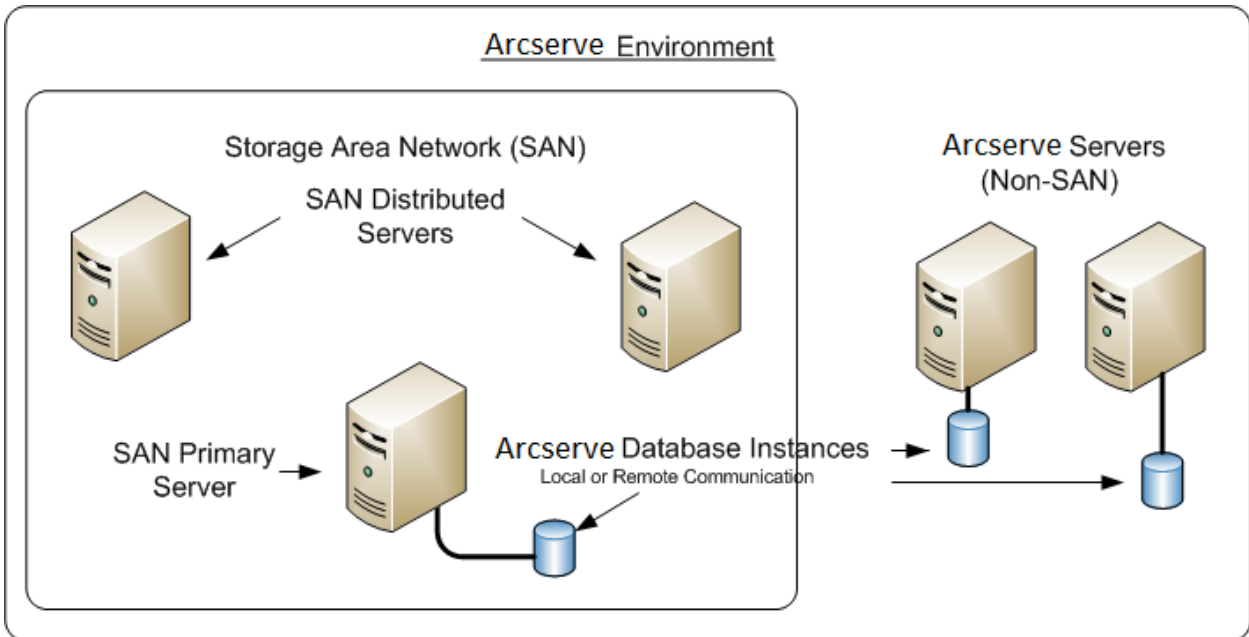 Arcserve Environment
Storage Area Network (SAN)
SAN Distributed
Servers
Arcserve Servers
(Non-SAN)
SAN Primary
Server
Arcserve Database Instances
Local or Remote Communication